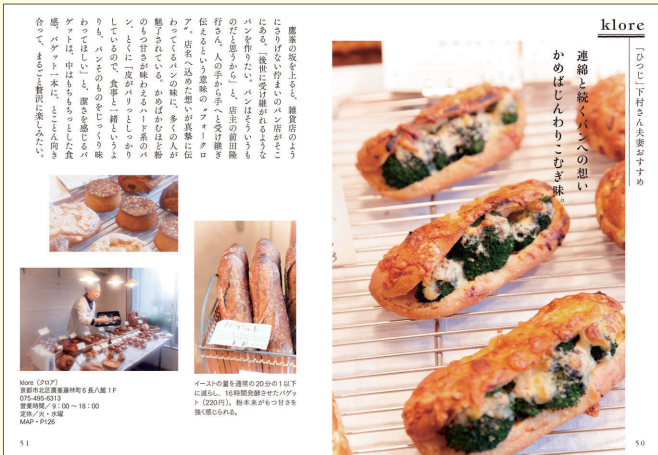 klore
「ひつじ」下村さん夫妻おすすめ
連綿と続くパンへの想い
かめばじんわりこむぎ味。
50
鷹峯の坂を上ると、雑貨店のよう
にさりげない佇まいのパン店がそこ
にある。「後世に受け継がれるような
パンを作りたい。パンはそういうも
のだと思うから」と、店主の前田隆
行さん。人の手から手へと受け継ぎ
伝えるという意味の〝フォークロ
ア〟。店名へ込めた想いが真摯に伝
わってくるパンの味に、多くの人が
魅了されている。かめばかむほど粉
のもつ甘さが味わえるハード系のパ
ン、とくに「皮がパリっとしっかり
しているので、食事と一緒というよ
りも、パンそのものをじっくり味
わってほしい」と、潔さを感じるバ
ゲットは、中はもちもちっとした食
感。バゲット一本に、とことん向き
合って、まるごと贅沢に楽しみたい。
バゲット
イーストの量を通常の20分の1以下
に減らし、16時間発酵させたバゲッ
ト（220円）。粉本来がもつ甘さを
強く感じられる。
klore（クロア）
京都市北区鷹峯藤林町6 長八館1F
075-495-6313
営業時間／9：00～18：00
定休／火・水曜
MAP・P126
51